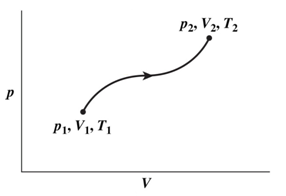 p₂, V₂, T₂
p
p₁, V₁, T₁
V